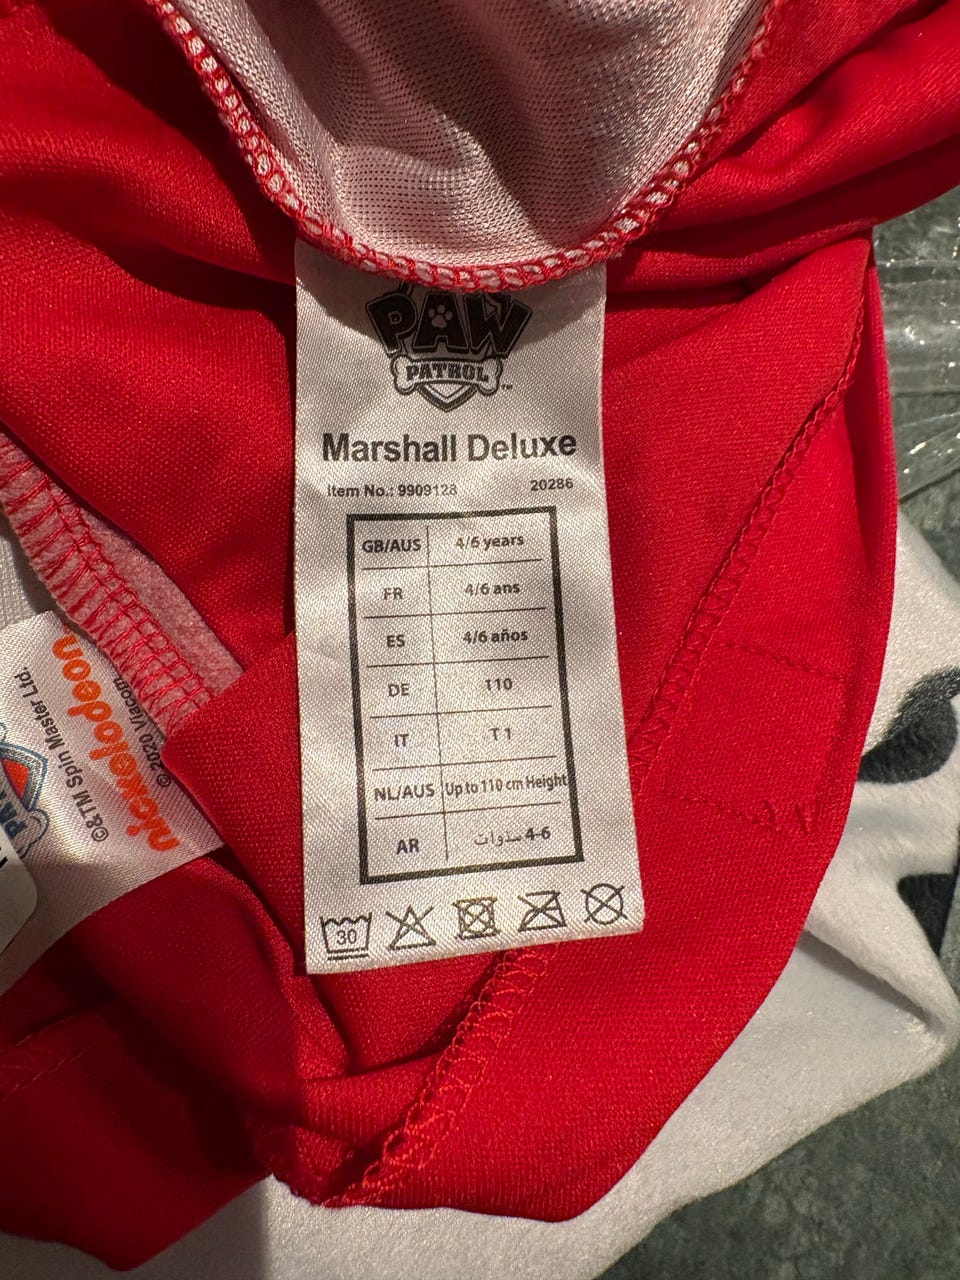 PAW
PATROL
™
Marshall Deluxe
Item No.: 9909128 20286
GB/AUS 4/6 years
FR 4/6 ans
ES 4/6 años
DE 110
IT T1
NL/AUS Up to 110 cm Height
AR 4-6 سنوات
30
nickelodeon
©2020 Viacom.
©&TM Spin Master Ltd.